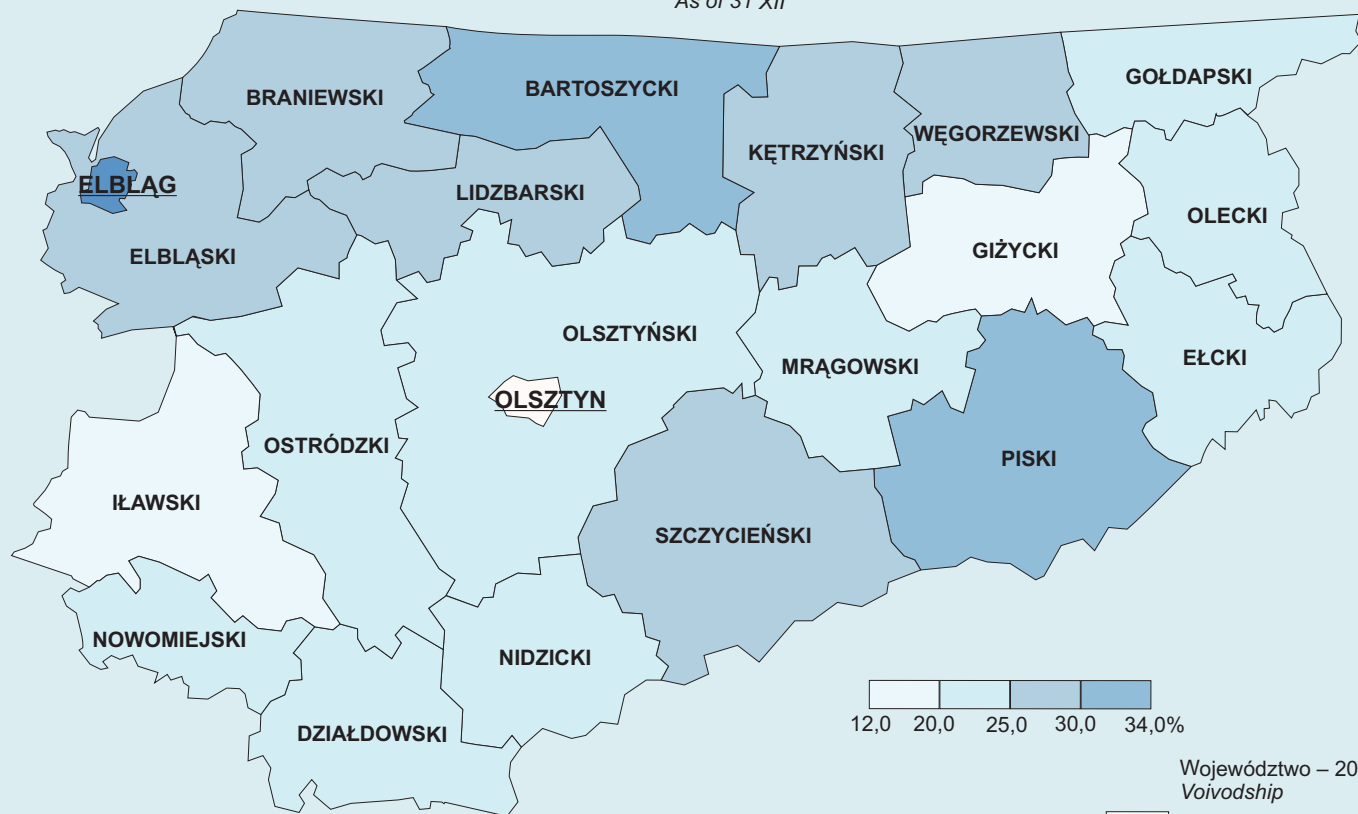 As of 31 XII
GOŁDAPSKI
BARTOSZYCKI
BRANIEWSKI
WĘGORZEWSKI
KĘTRZYŃSKI
ELBLĄG
LIDZBARSKI
OLECKI
ELBLĄSKI
GIŻYCKI
OLSZTYŃSKI
EŁCKI
MRĄGOWSKI
OLSZTYN
OSTRÓDZKI
PISKI
IŁAWSKI
SZCZYCIEŃSKI
NOWOMIEJSKI
NIDZICKI
DZIAŁDOWSKI
12,0 20,0 25,0 30,0 34,0%
Województwo – 20
Voivodship